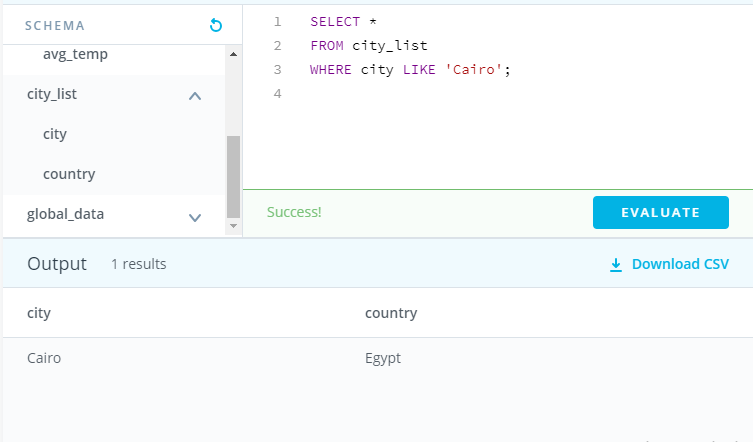 SCHEMA
avg_temp
city_list
city
country
global_data
1 SELECT *
2 FROM city_list
3 WHERE city LIKE 'Cairo';
4
Success!
EVALUATE
Output 1 results
Download CSV
city country
Cairo Egypt